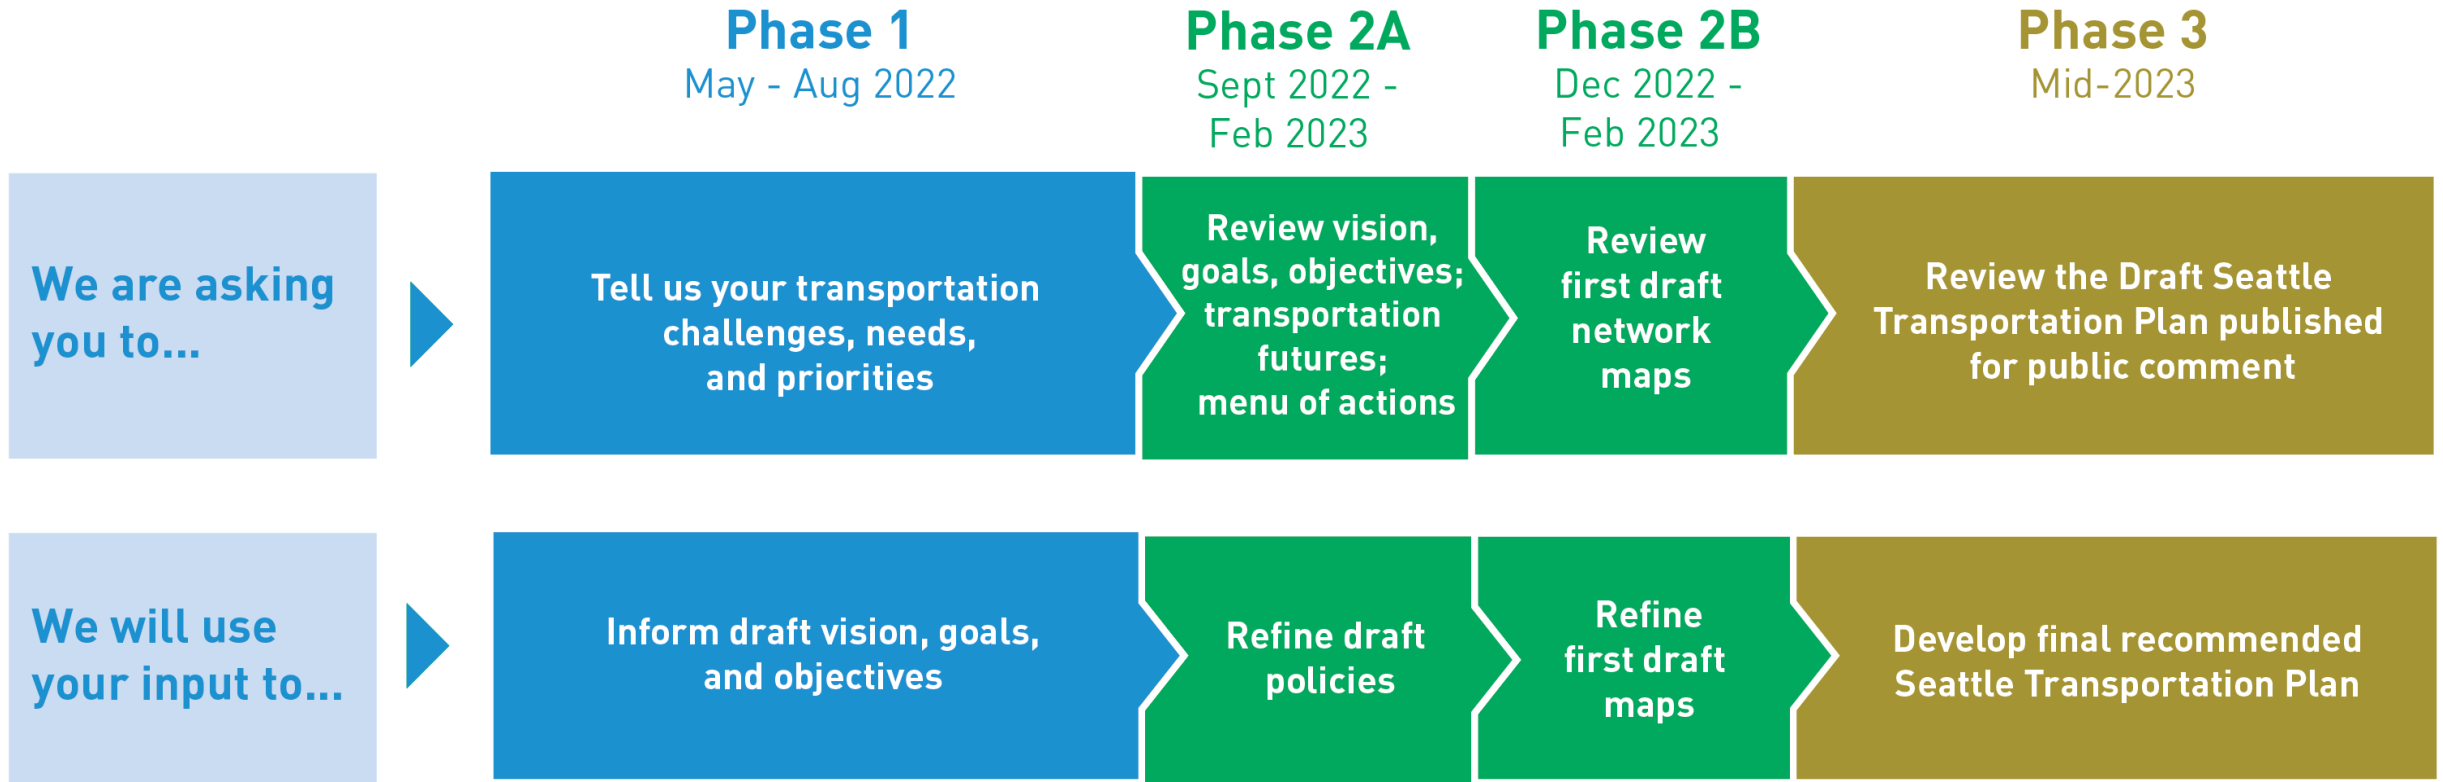 Phase 1
May - Aug 2022
Phase 2A
Sept 2022 -
Feb 2023
Phase 2B
Dec 2022 -
Feb 2023
Phase 3
Mid-2023
We are asking
you to...
Tell us your transportation
challenges, needs,
and priorities
Review vision,
goals, objectives;
transportation
futures;
menu of actions
Review
first draft
network
maps
Review the Draft Seattle
Transportation Plan published
for public comment
We will use
your input to...
Inform draft vision, goals,
and objectives
Refine draft
policies
Refine
first draft
maps
Develop final recommended
Seattle Transportation Plan